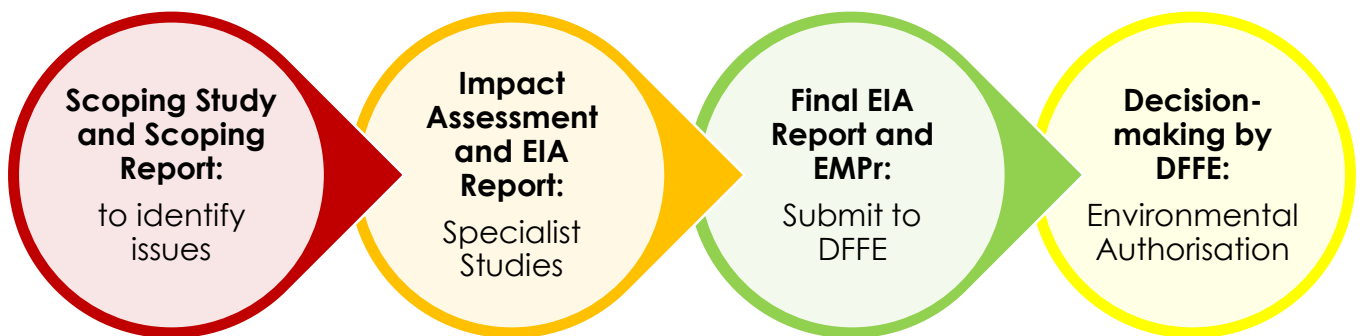 Scoping Study
and Scoping
Report:
to identify
issues
Impact
Assessment
and EIA
Report:
Specialist
Studies
Final EIA
Report and
EMPr:
Submit to
DFFE
Decision-
making by
DFFE:
Environmental
Authorisation